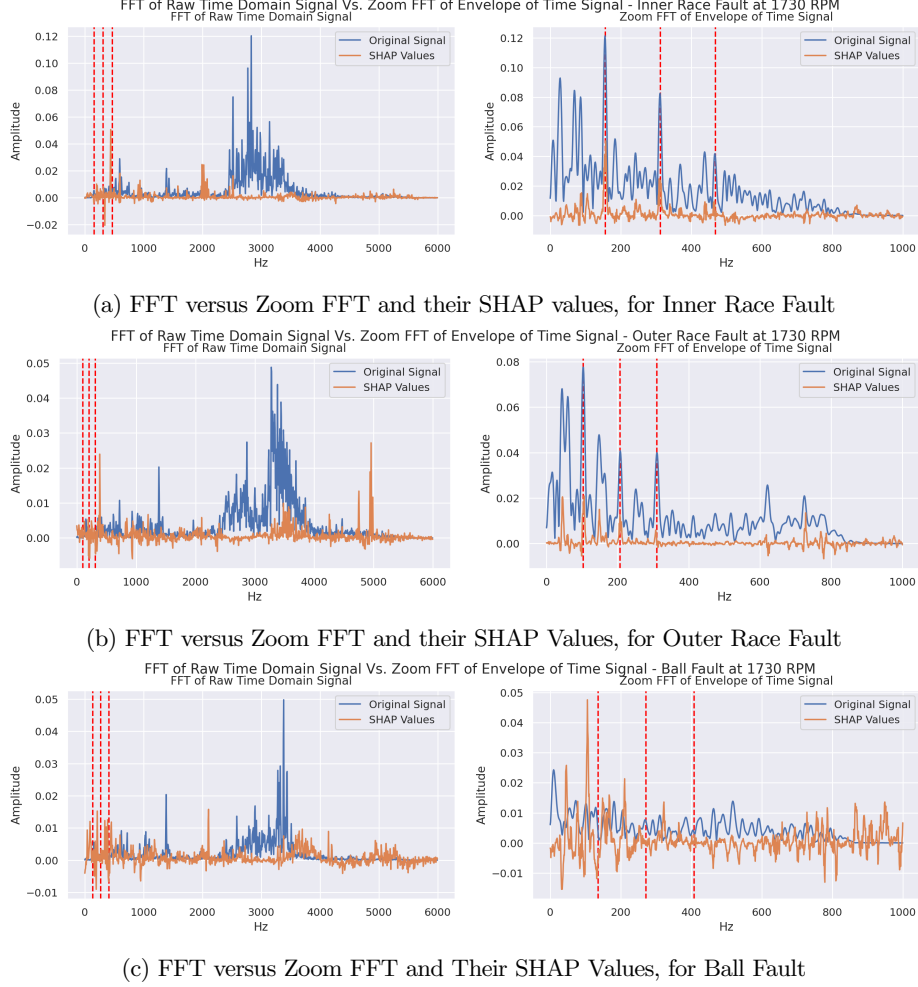 FFT of Raw Time Domain Signal Vs. Zoom FFT of Envelope of Time Signal - Inner Race Fault at 1730 RPM
FFT of Raw Time Domain Signal
Zoom FFT of Envelope of Time Signal
Original Signal
SHAP Values
Amplitude
0.12
0.10
0.08
0.06
0.04
0.02
0.00
−0.02
0 1000 2000 3000 4000 5000 6000
Hz
Original Signal
SHAP Values
Amplitude
0.12
0.10
0.08
0.06
0.04
0.02
0.00
0 200 400 600 800 1000
Hz
(a) FFT versus Zoom FFT and their SHAP values, for Inner Race Fault
FFT of Raw Time Domain Signal Vs. Zoom FFT of Envelope of Time Signal - Outer Race Fault at 1730 RPM
FFT of Raw Time Domain Signal
Zoom FFT of Envelope of Time Signal
Original Signal
SHAP Values
Amplitude
0.05
0.04
0.03
0.02
0.01
0.00
0 1000 2000 3000 4000 5000 6000
Hz
Original Signal
SHAP Values
Amplitude
0.08
0.06
0.04
0.02
0.00
0 200 400 600 800 1000
Hz
(b) FFT versus Zoom FFT and their SHAP Values, for Outer Race Fault
FFT of Raw Time Domain Signal Vs. Zoom FFT of Envelope of Time Signal - Ball Fault at 1730 RPM
FFT of Raw Time Domain Signal
Zoom FFT of Envelope of Time Signal
Original Signal
SHAP Values
Amplitude
0.05
0.04
0.03
0.02
0.01
0.00
−0.01
0 1000 2000 3000 4000 5000 6000
Hz
Original Signal
SHAP Values
Amplitude
0.05
0.04
0.03
0.02
0.01
0.00
−0.01
0 200 400 600 800 1000
Hz
(c) FFT versus Zoom FFT and Their SHAP Values, for Ball Fault